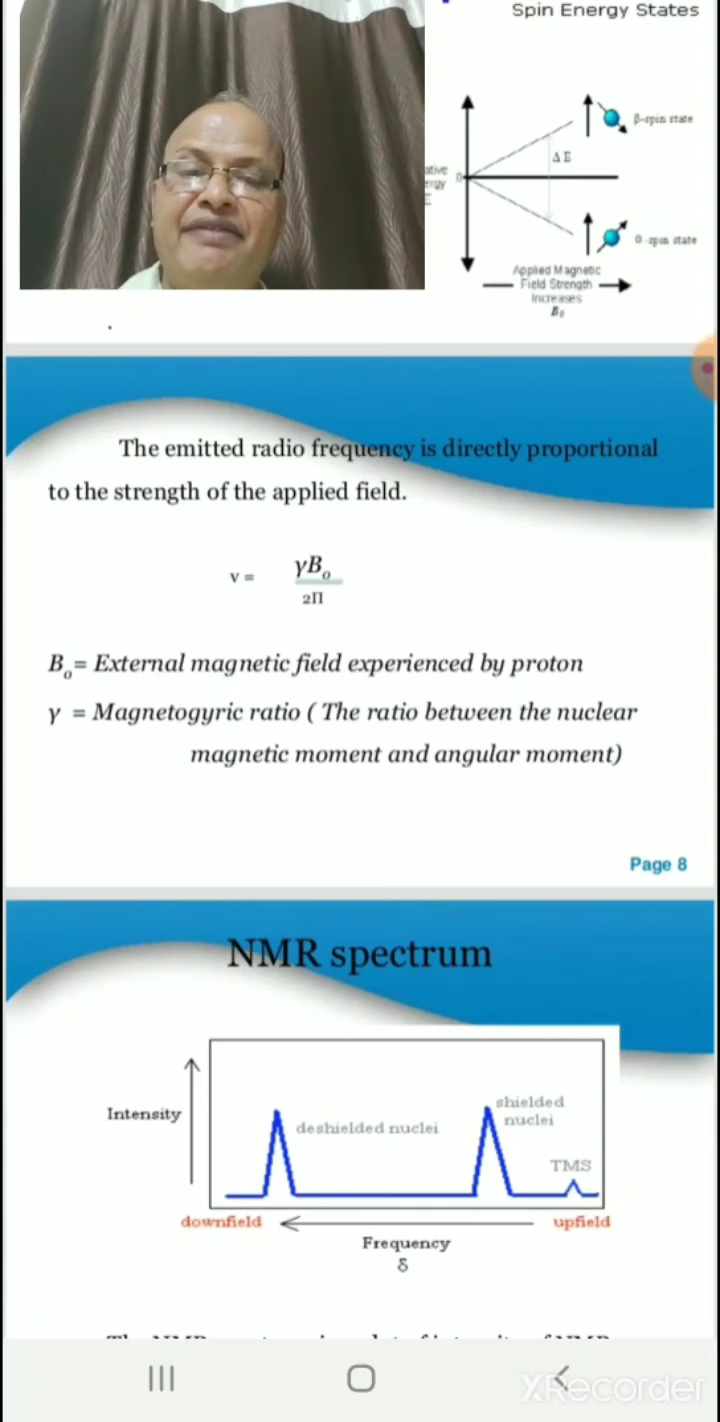 Spin Energy States
β-spin state
ΔE
0
α-spin state
Applied Magnetic
Field Strength
Increases
B₀
The emitted radio frequency is directly proportional
to the strength of the applied field.
ν = γBₒ
2Π
Bₒ= External magnetic field experienced by proton
γ = Magnetogyric ratio ( The ratio between the nuclear
magnetic moment and angular moment)
Page 8
NMR spectrum
Intensity
deshielded nuclei
shielded
nuclei
TMS
downfield
upfield
Frequency
δ
XRecorder